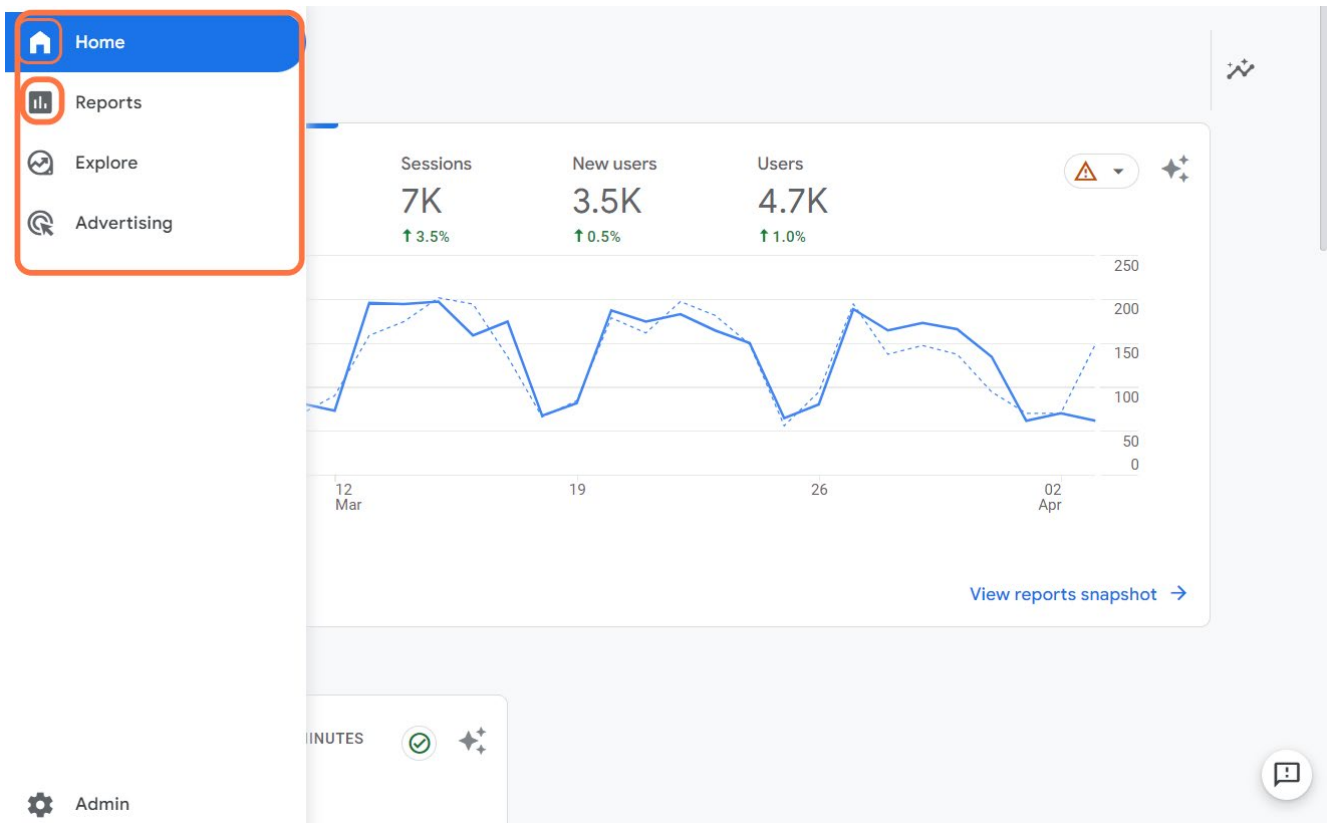 Home
Reports
Explore
Advertising
Admin
Sessions
7K
3.5%
New users
3.5K
0.5%
Users
4.7K
1.0%
250
200
150
100
50
0
12
Mar
19
26
02
Apr
View reports snapshot
INUTES